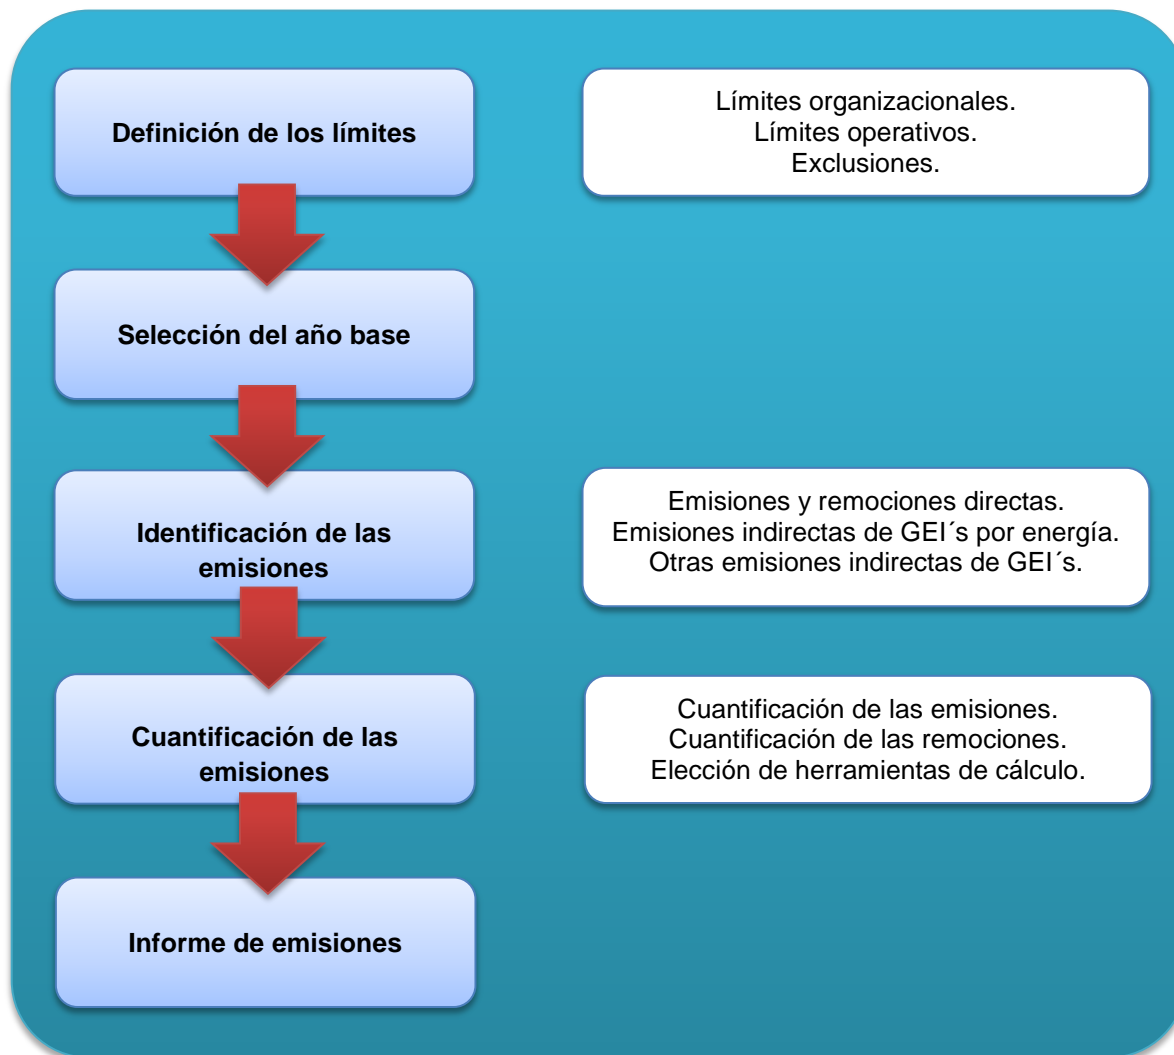 Definición de los límites
Límites organizacionales.
Límites operativos.
Exclusiones.
Selección del año base
Identificación de las
emisiones
Emisiones y remociones directas.
Emisiones indirectas de GEI´s por energía.
Otras emisiones indirectas de GEI´s.
Cuantificación de las
emisiones
Cuantificación de las emisiones.
Cuantificación de las remociones.
Elección de herramientas de cálculo.
Informe de emisiones